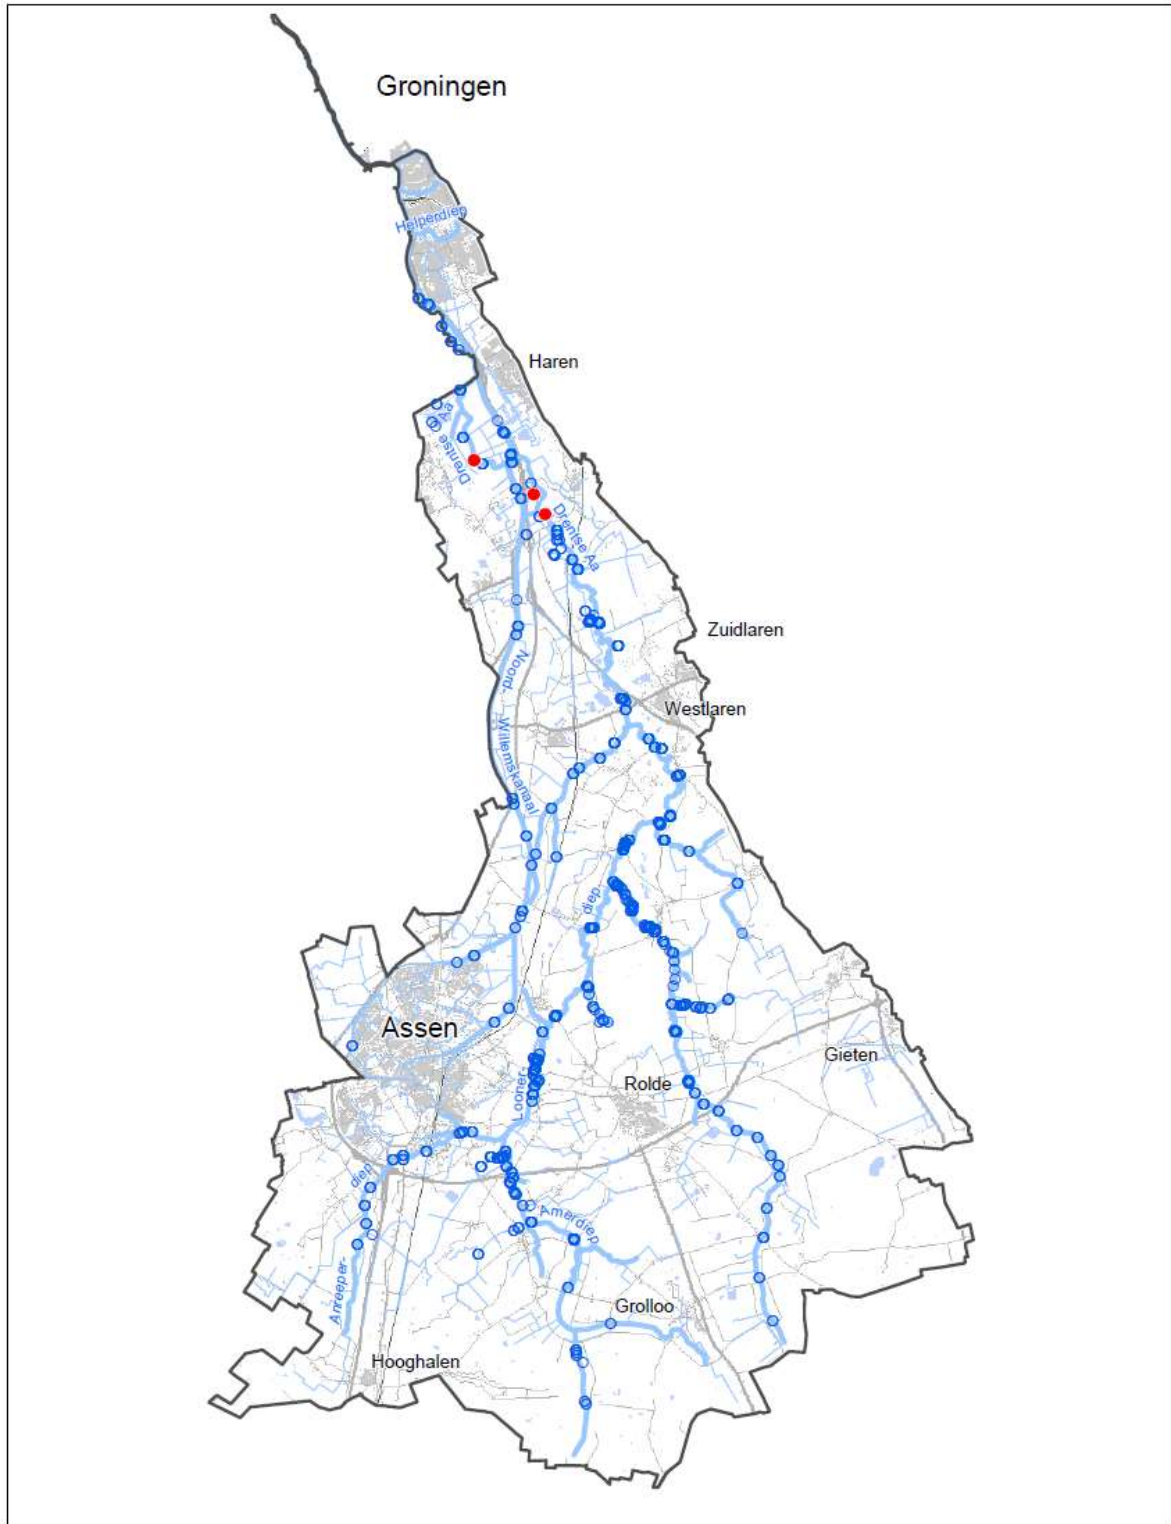 Groningen
Helperdiep
Haren
Drentse Aa
Drentse Aa
Zuidlaren
Noord-
Westlaren
Willemskanaal
diep
Assen
Gieten
Rolde
Looner-
diep
Amerdiep
Anreeper-
Grolloo
Hooghalen